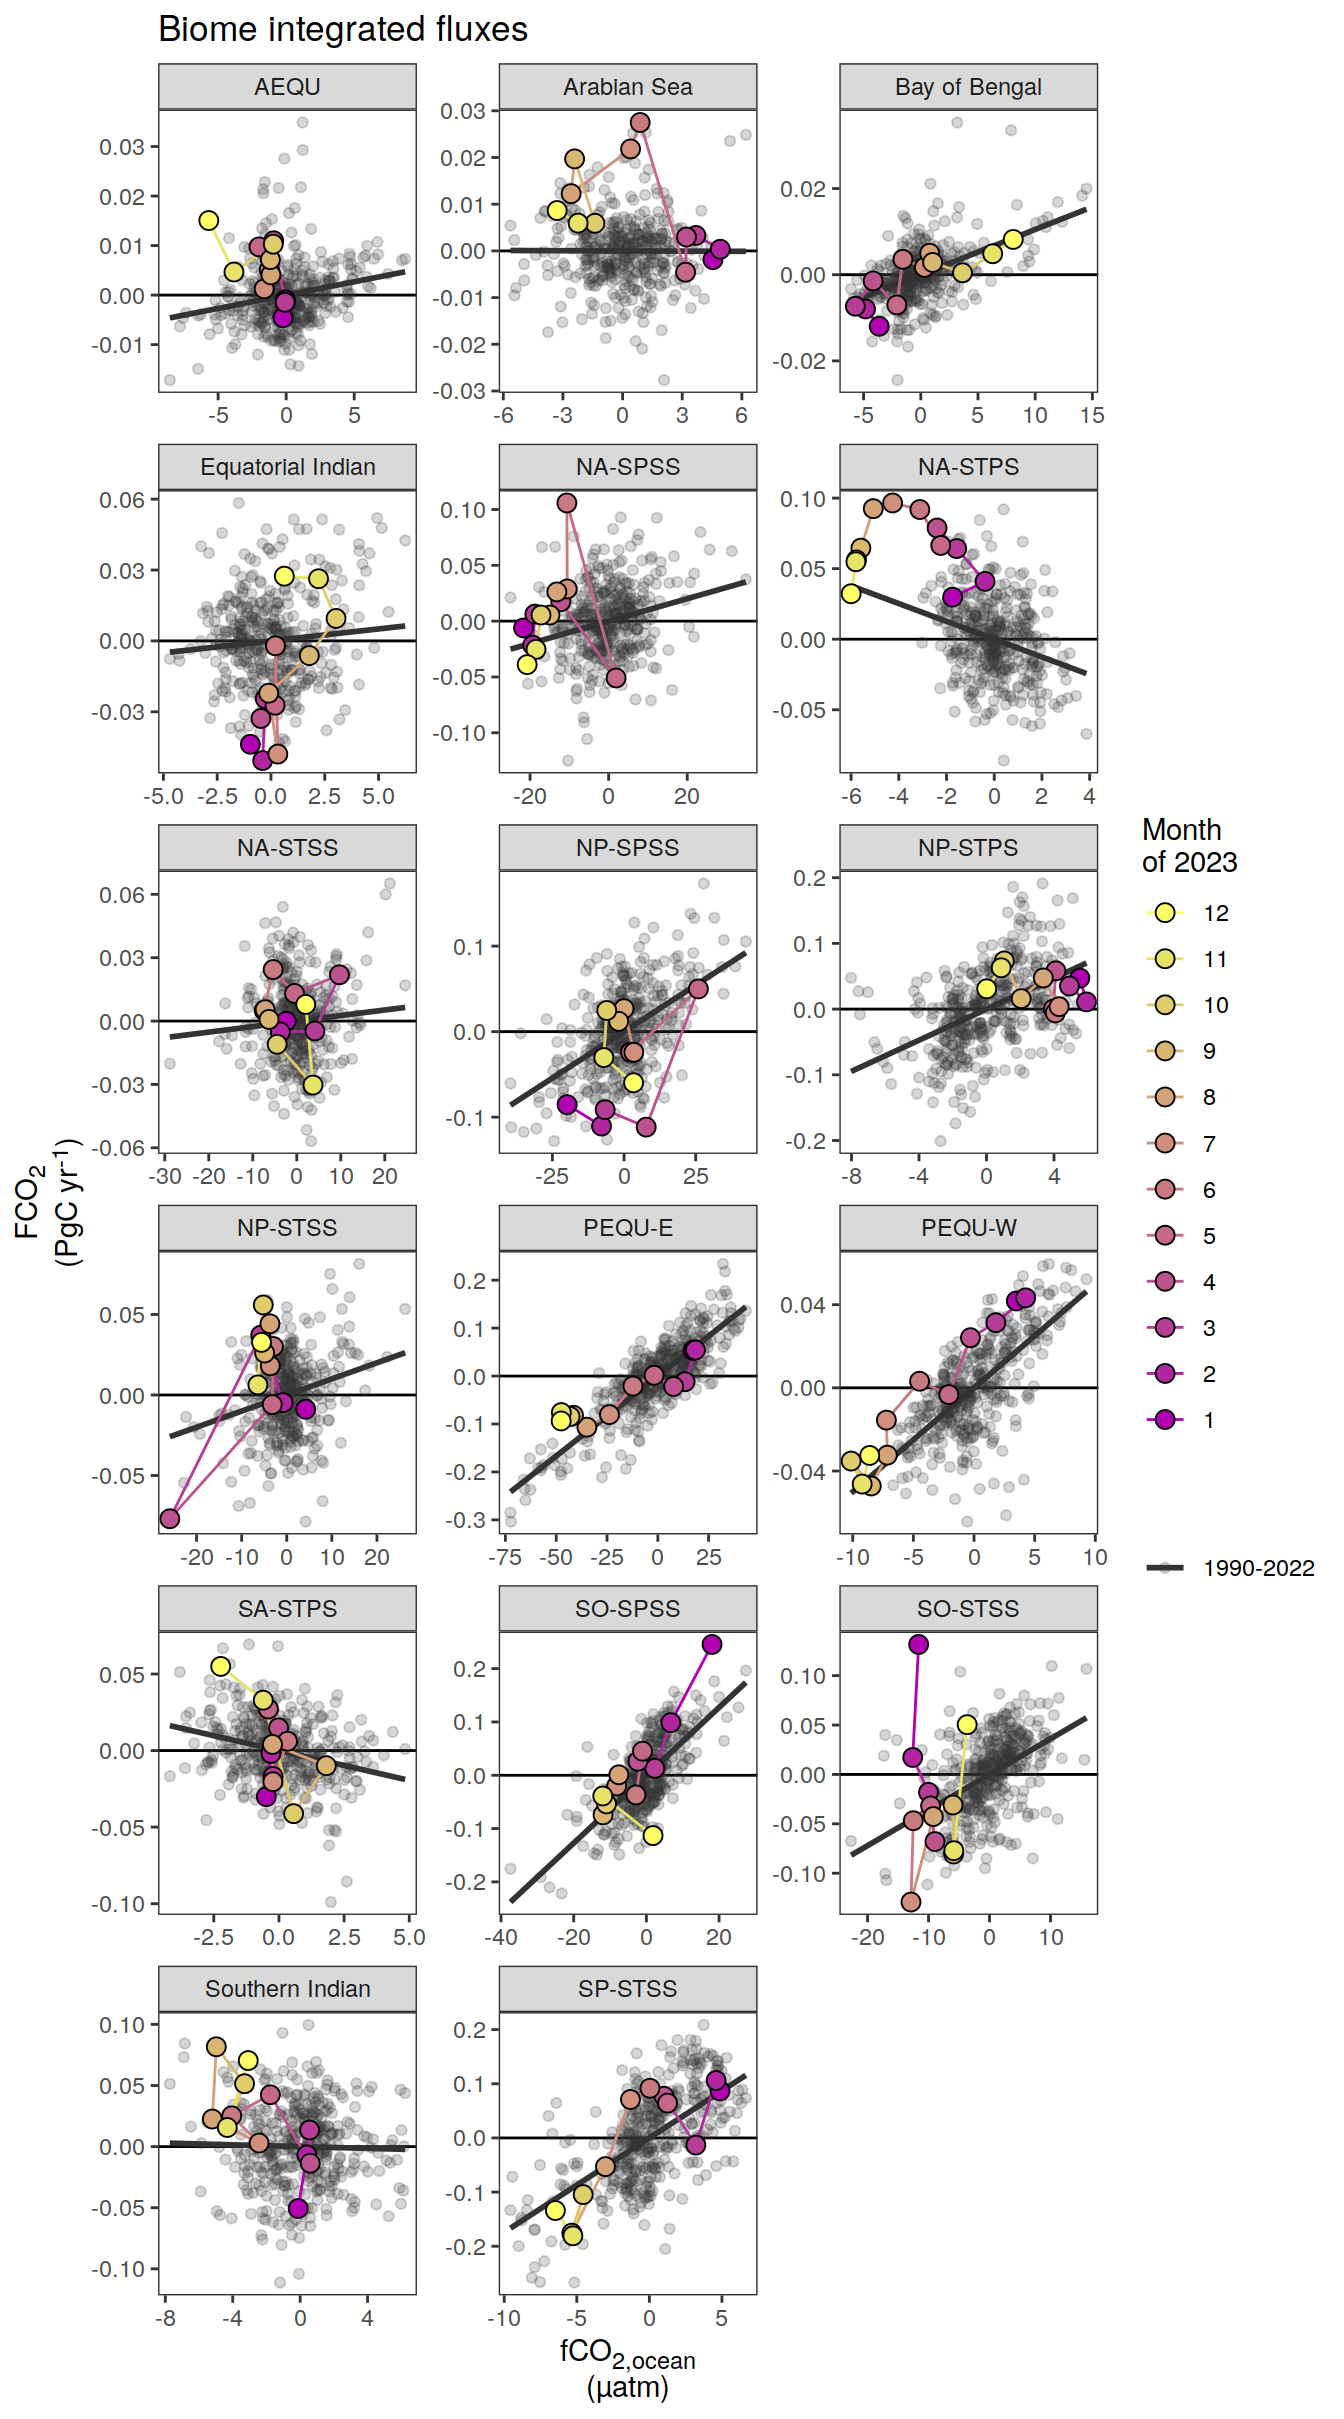 Biome integrated fluxes
AEQU
Arabian Sea
Bay of Bengal
0.03
0.02
0.01
0.00
-0.01
-5 0 5
0.03
0.02
0.01
0.00
-0.01
-0.02
-0.03
-6 -3 0 3 6
0.02
0.00
-0.02
-5 0 5 10 15
Equatorial Indian
NA-SPSS
NA-STPS
0.06
0.03
0.00
-0.03
-5.0 -2.5 0.0 2.5 5.0
0.10
0.05
0.00
-0.05
-0.10
-20 0 20
0.10
0.05
0.00
-0.05
-6 -4 -2 0 2 4
NA-STSS
NP-SPSS
NP-STPS
0.06
0.03
0.00
-0.03
-0.06
-30 -20 -10 0 10 20
0.1
0.0
-0.1
-25 0 25
0.2
0.1
0.0
-0.1
-0.2
-8 -4 0 4
NP-STSS
PEQU-E
PEQU-W
0.05
0.00
-0.05
-20 -10 0 10 20
0.2
0.1
0.0
-0.1
-0.2
-0.3
-75 -50 -25 0 25
0.04
0.00
-0.04
-10 -5 0 5 10
SA-STPS
SO-SPSS
SO-STSS
0.05
0.00
-0.05
-0.10
-2.5 0.0 2.5 5.0
0.2
0.1
0.0
-0.1
-0.2
-40 -20 0 20
0.10
0.05
0.00
-0.05
-0.10
-20 -10 0 10
Southern Indian
SP-STSS
0.10
0.05
0.00
-0.05
-0.10
-8 -4 0 4
0.2
0.1
0.0
-0.1
-0.2
-10 -5 0 5
FCO₂
(PgC yr⁻¹)
fCO₂,ocean
(µatm)
Month
of 2023
12
11
10
9
8
7
6
5
4
3
2
1
1990-2022